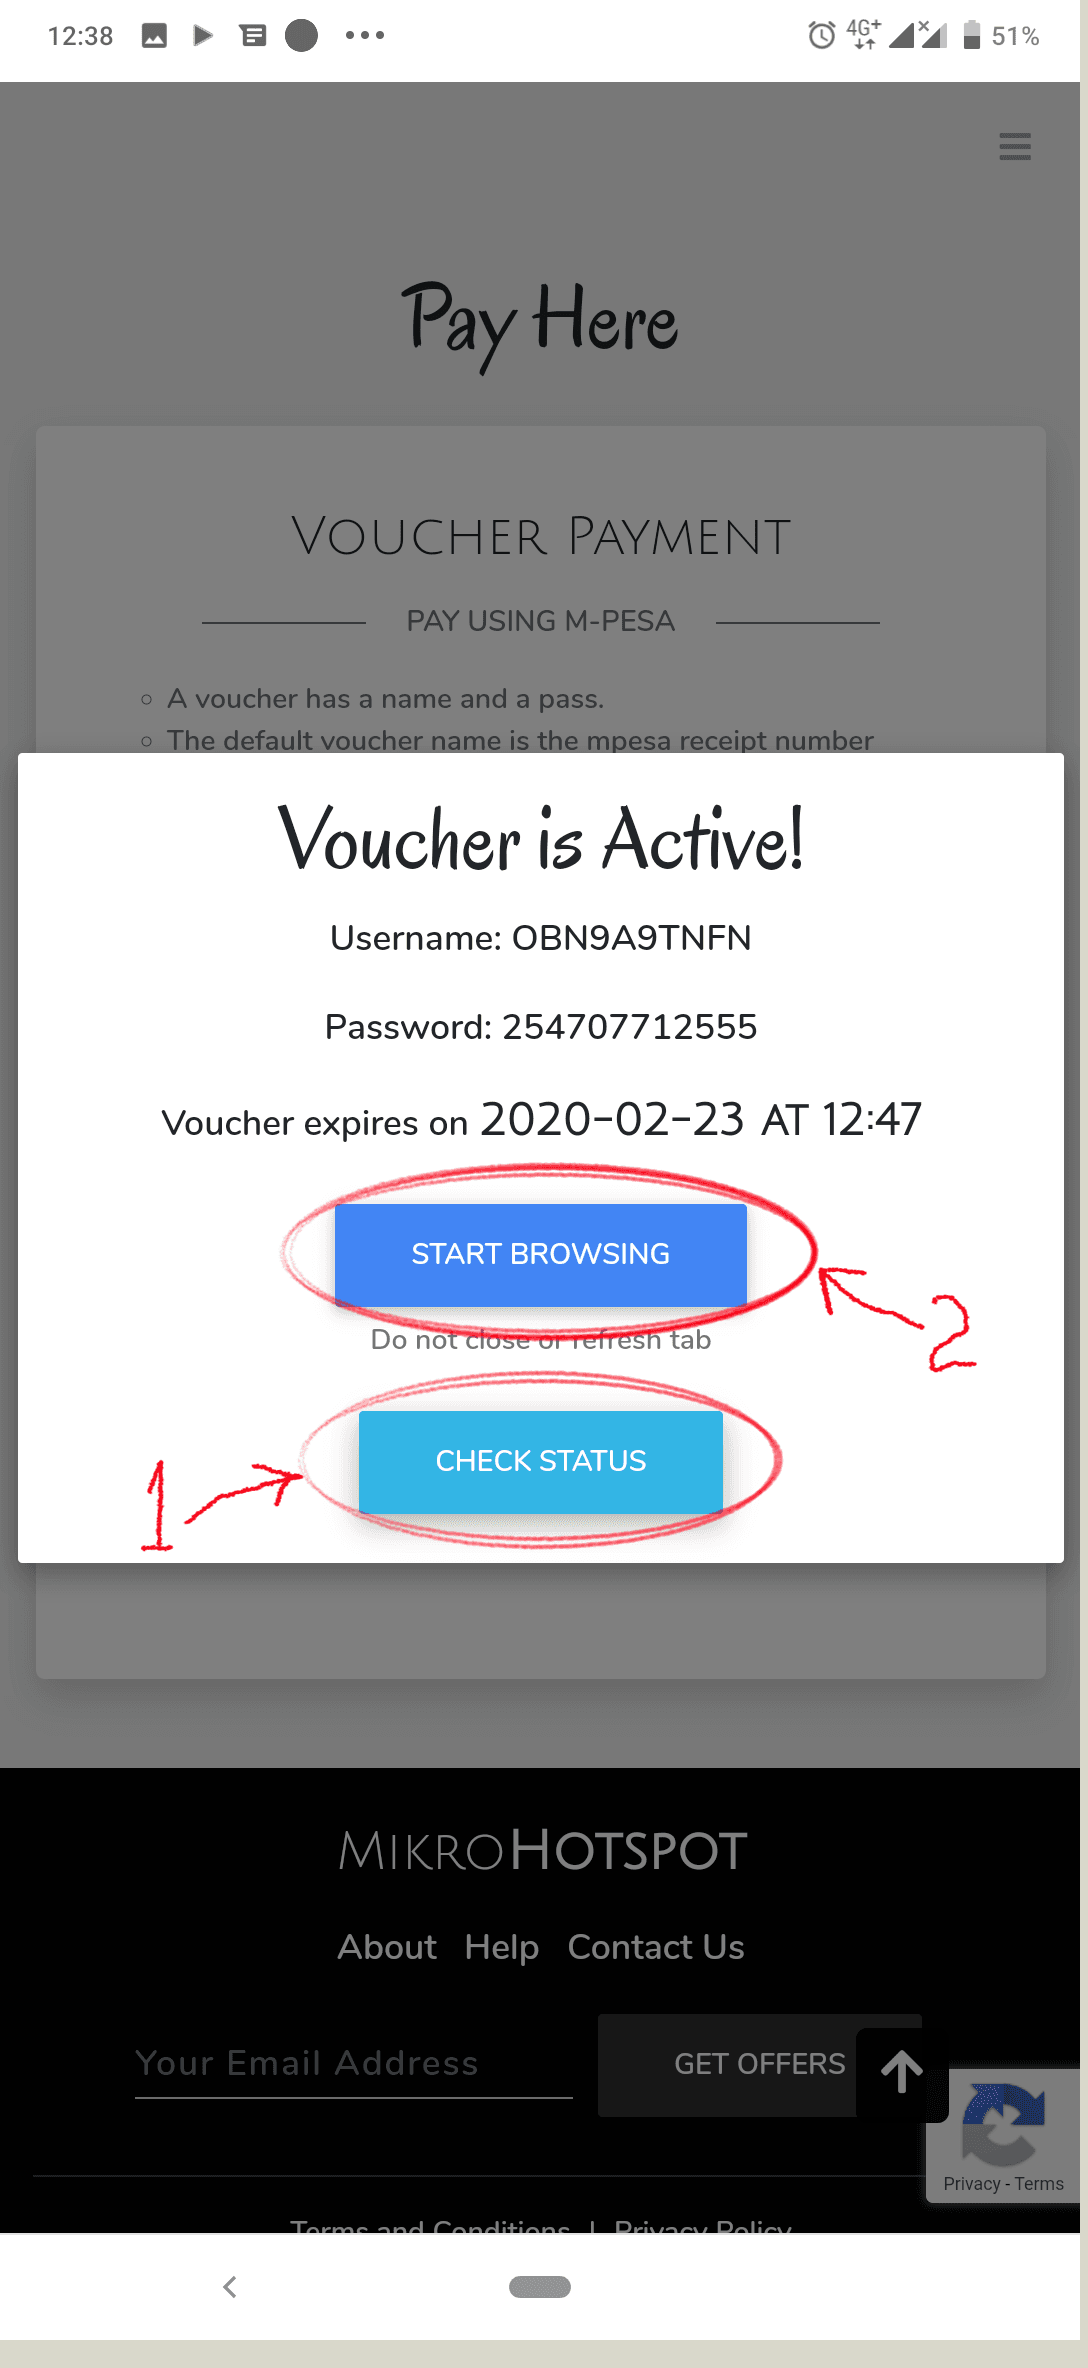 12:38
4G+
51%
Pay Here
VOUCHER PAYMENT
PAY USING M-PESA
A voucher has a name and a pass.
The default voucher name is the mpesa receipt number
Voucher is Active!
Username: OBN9A9TNFN
Password: 254707712555
Voucher expires on 2020-02-23 AT 12:47
START BROWSING
2
Do not close or refresh tab
CHECK STATUS
1
MIKROHOTSPOT
About Help Contact Us
Your Email Address
GET OFFERS
Privacy - Terms
Terms and Conditions | Privacy Policy